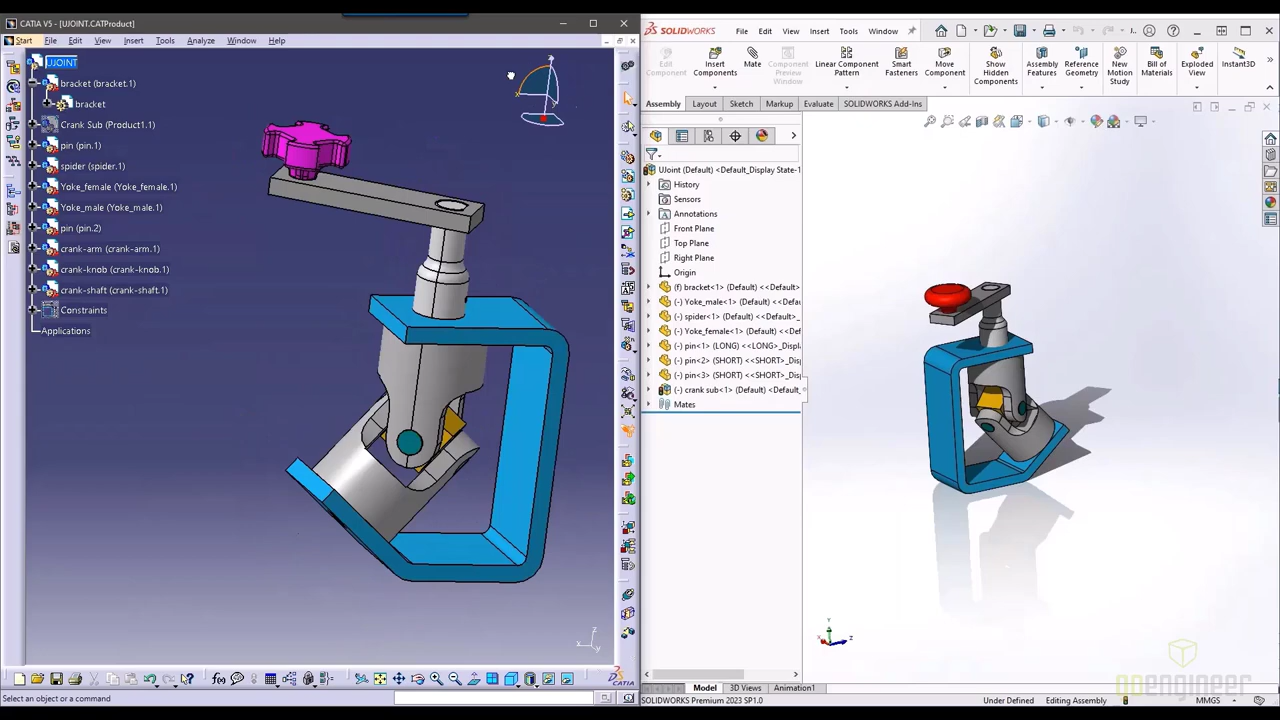 CATIA V5 - [UJOINT.CATProduct]
Start File Edit View Insert Tools Analyze Window Help
UJOINT
bracket (bracket.1)
bracket
Crank Sub (Product1.1)
pin (pin.1)
spider (spider.1)
Yoke_female (Yoke_female.1)
Yoke_male (Yoke_male.1)
pin (pin.2)
crank-arm (crank-arm.1)
crank-knob (crank-knob.1)
crank-shaft (crank-shaft.1)
Constraints
Applications
Select an object or a command
CATIA
SOLIDWORKS File Edit View Insert Tools Window
Edit Component
Insert Components
Mate
Component Preview Window
Linear Component Pattern
Smart Fasteners
Move Component
Show Hidden Components
Assembly Features
Reference Geometry
New Motion Study
Bill of Materials
Exploded View
Instant3D
Assembly Layout Sketch Markup Evaluate SOLIDWORKS Add-Ins
UJoint (Default) <Default_Display State-1
History
Sensors
Annotations
Front Plane
Top Plane
Right Plane
Origin
(f) bracket<1> (Default) <<Default_
(-) Yoke_male<1> (Default) <<Defau
(-) spider<1> (Default) <<Default>_
(-) Yoke_female<1> (Default) <<Def
(-) pin<1> (LONG) <<LONG>_Displ
(-) pin<2> (SHORT) <<SHORT>_Dis
(-) pin<3> (SHORT) <<SHORT>_Dis
(-) crank sub<1> (Default) <Default_
Mates
Model 3D Views Animation1
SOLIDWORKS Premium 2023 SP1.0 Under Defined Editing Assembly MMGS
goengineer